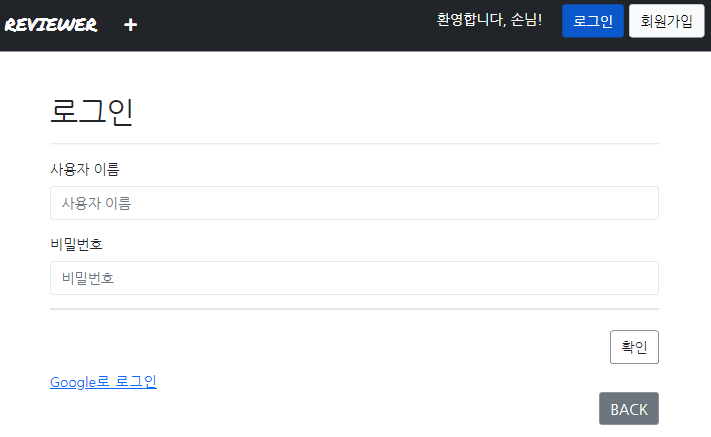 REVIEWER + 환영합니다, 손님! 로그인 회원가입
로그인
사용자 이름
사용자 이름
비밀번호
비밀번호
확인
Google로 로그인
BACK